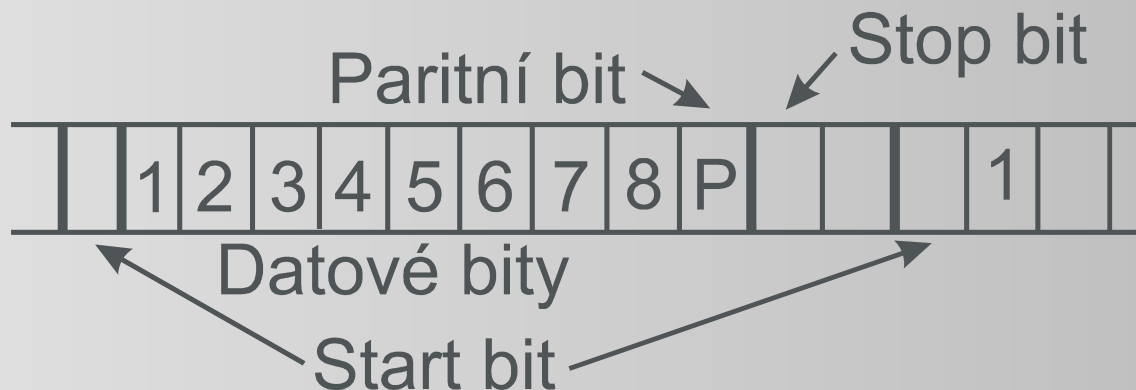 Stop bit
Paritní bit
1 2 3 4 5 6 7 8 P 1
Datové bity
Start bit